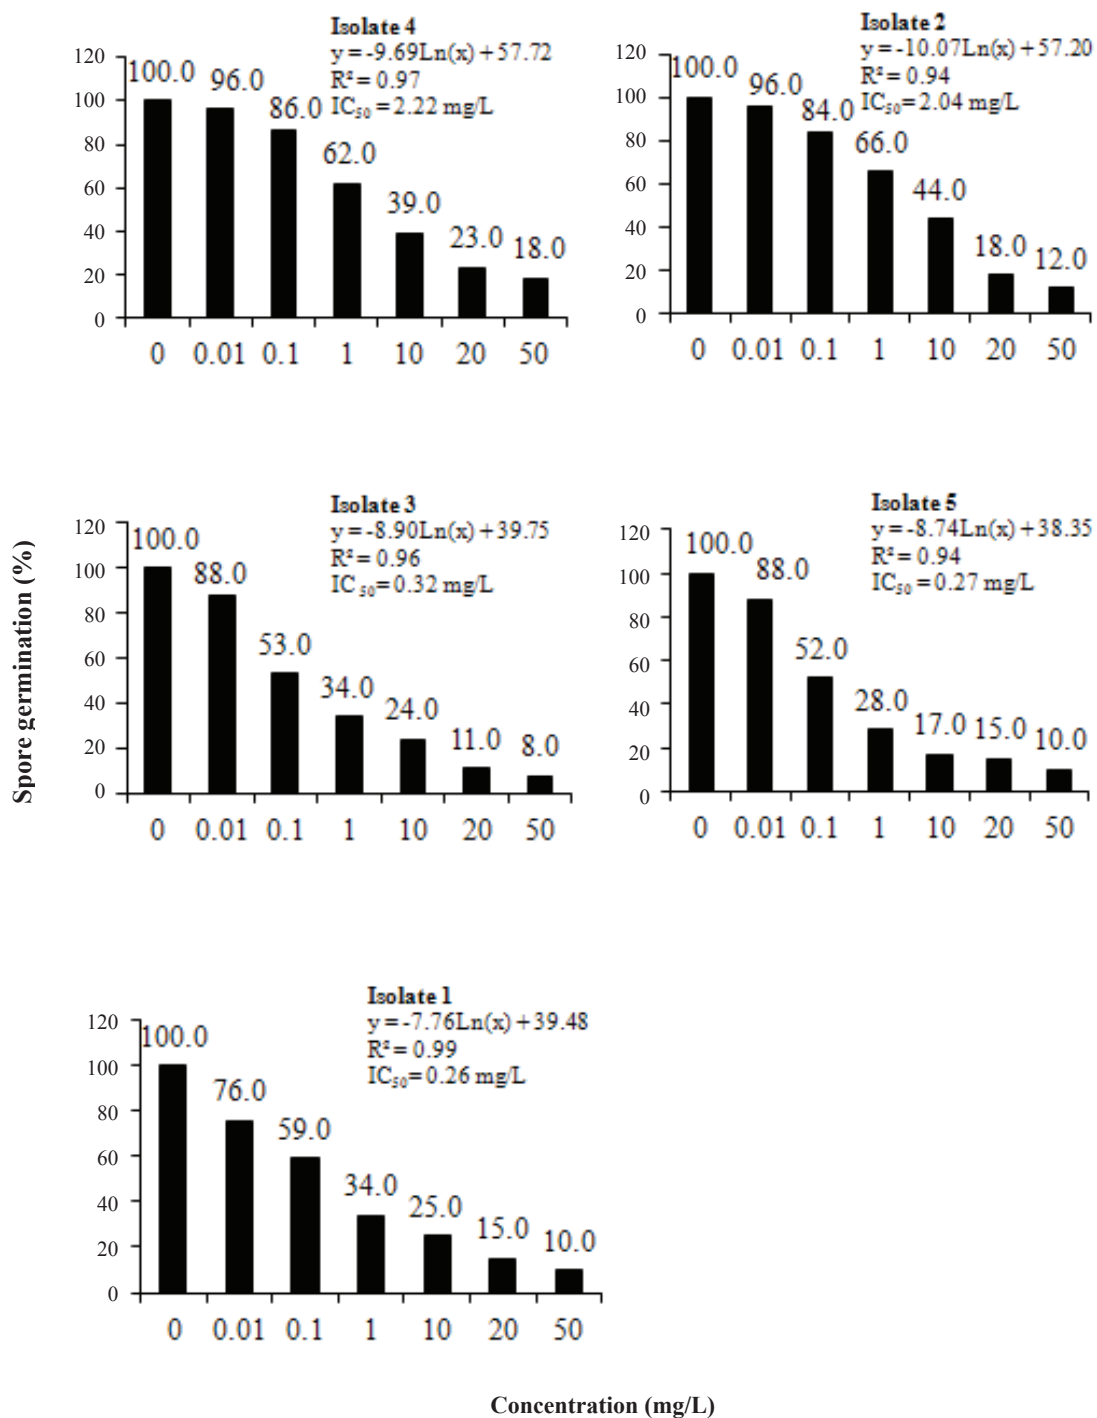 Isolate 4
y = -9.69Ln(x) + 57.72
R² = 0.97
IC50 = 2.22 mg/L
120
100
80
60
40
20
0
100.0
96.0
86.0
62.0
39.0
23.0
18.0
0 0.01 0.1 1 10 20 50
Isolate 2
y = -10.07Ln(x) + 57.20
R² = 0.94
IC50 = 2.04 mg/L
120
100
80
60
40
20
0
100.0
96.0
84.0
66.0
44.0
18.0
12.0
0 0.01 0.1 1 10 20 50
Spore germination (%)
Isolate 3
y = -8.90Ln(x) + 39.75
R² = 0.96
IC50 = 0.32 mg/L
120
100
80
60
40
20
0
100.0
88.0
53.0
34.0
24.0
11.0
8.0
0 0.01 0.1 1 10 20 50
Isolate 5
y = -8.74Ln(x) + 38.35
R² = 0.94
IC50 = 0.27 mg/L
120
100
80
60
40
20
0
100.0
88.0
52.0
28.0
17.0
15.0
10.0
0 0.01 0.1 1 10 20 50
Isolate 1
y = -7.76Ln(x) + 39.48
R² = 0.99
IC50 = 0.26 mg/L
120
100
80
60
40
20
0
100.0
76.0
59.0
34.0
25.0
15.0
10.0
0 0.01 0.1 1 10 20 50
Concentration (mg/L)